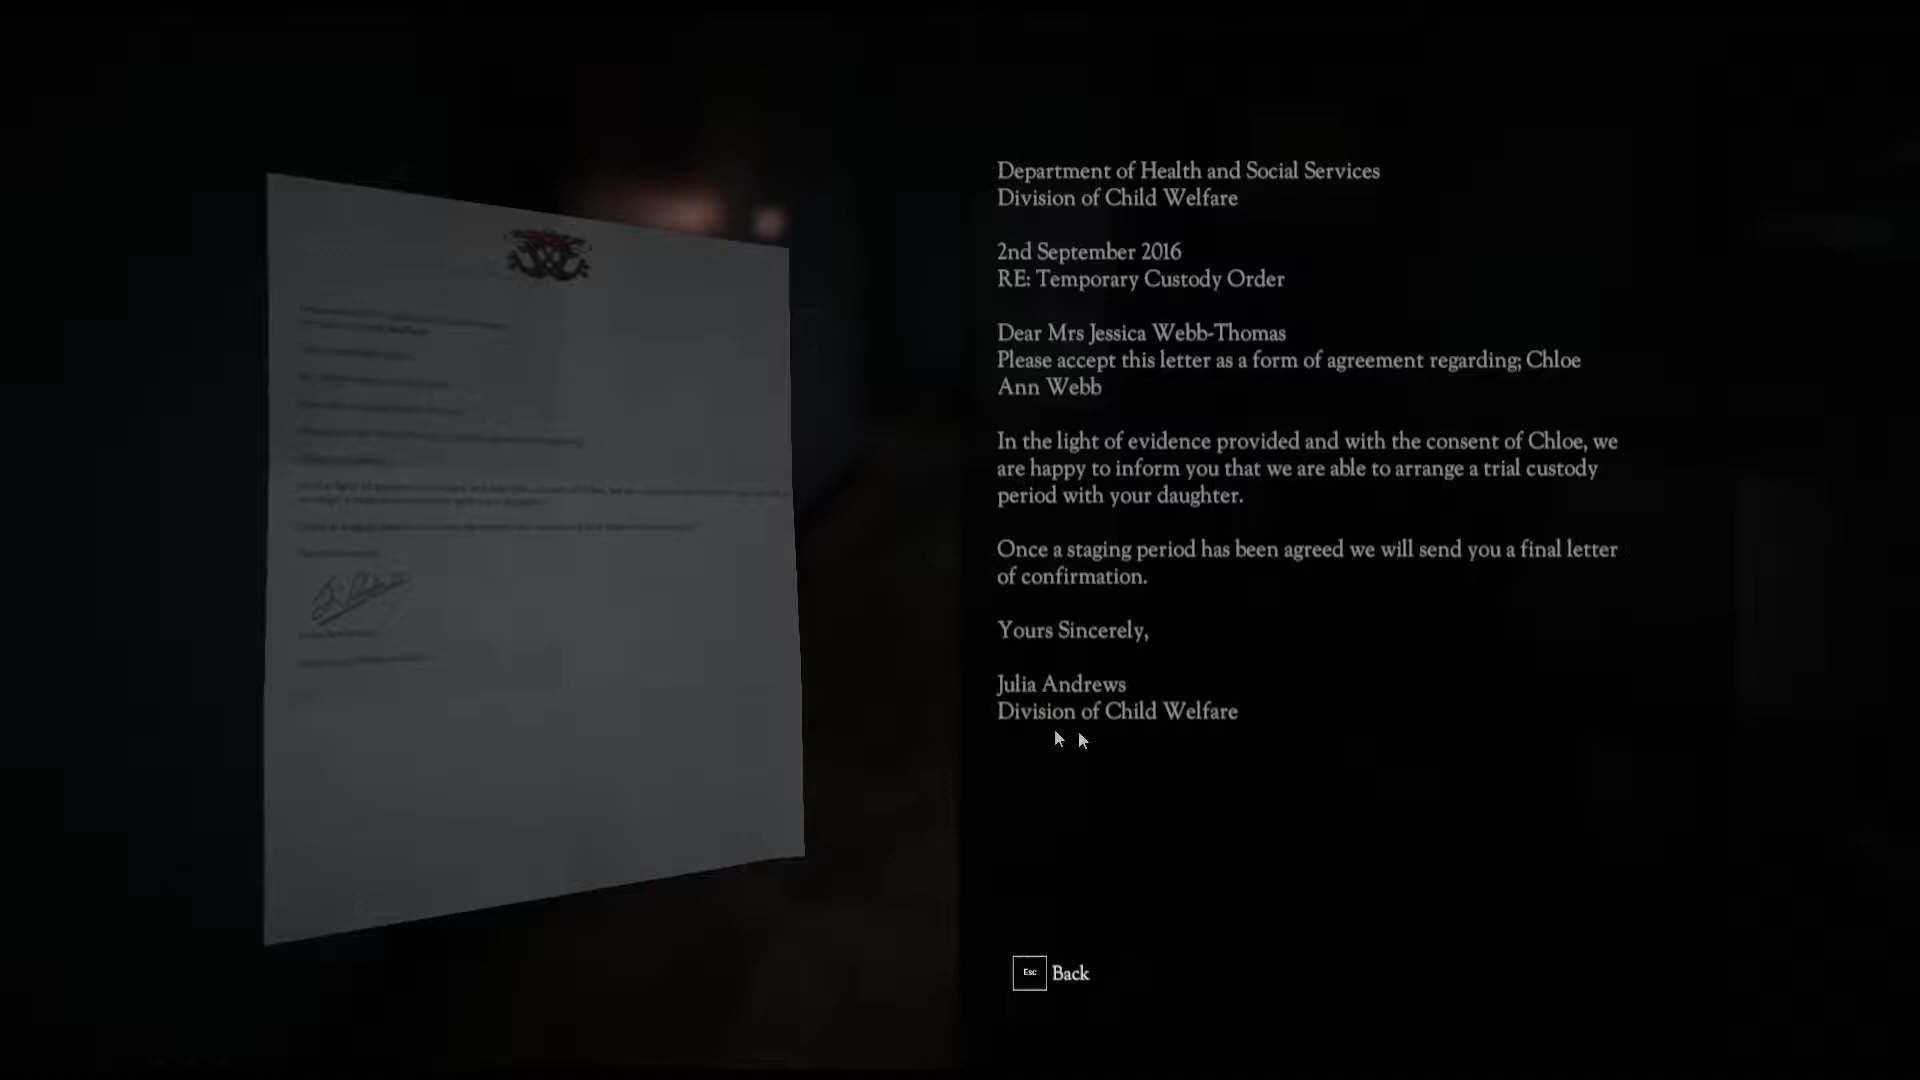 Department of Health and Social Services
Division of Child Welfare
2nd September 2016
RE: Temporary Custody Order
Dear Mrs Jessica Webb-Thomas
Please accept this letter as a form of agreement regarding; Chloe
Ann Webb
In the light of evidence provided and with the consent of Chloe, we
are happy to inform you that we are able to arrange a trial custody
period with your daughter.
Once a staging period has been agreed we will send you a final letter
of confirmation.
Yours Sincerely,
Julia Andrews
Division of Child Welfare
Esc Back